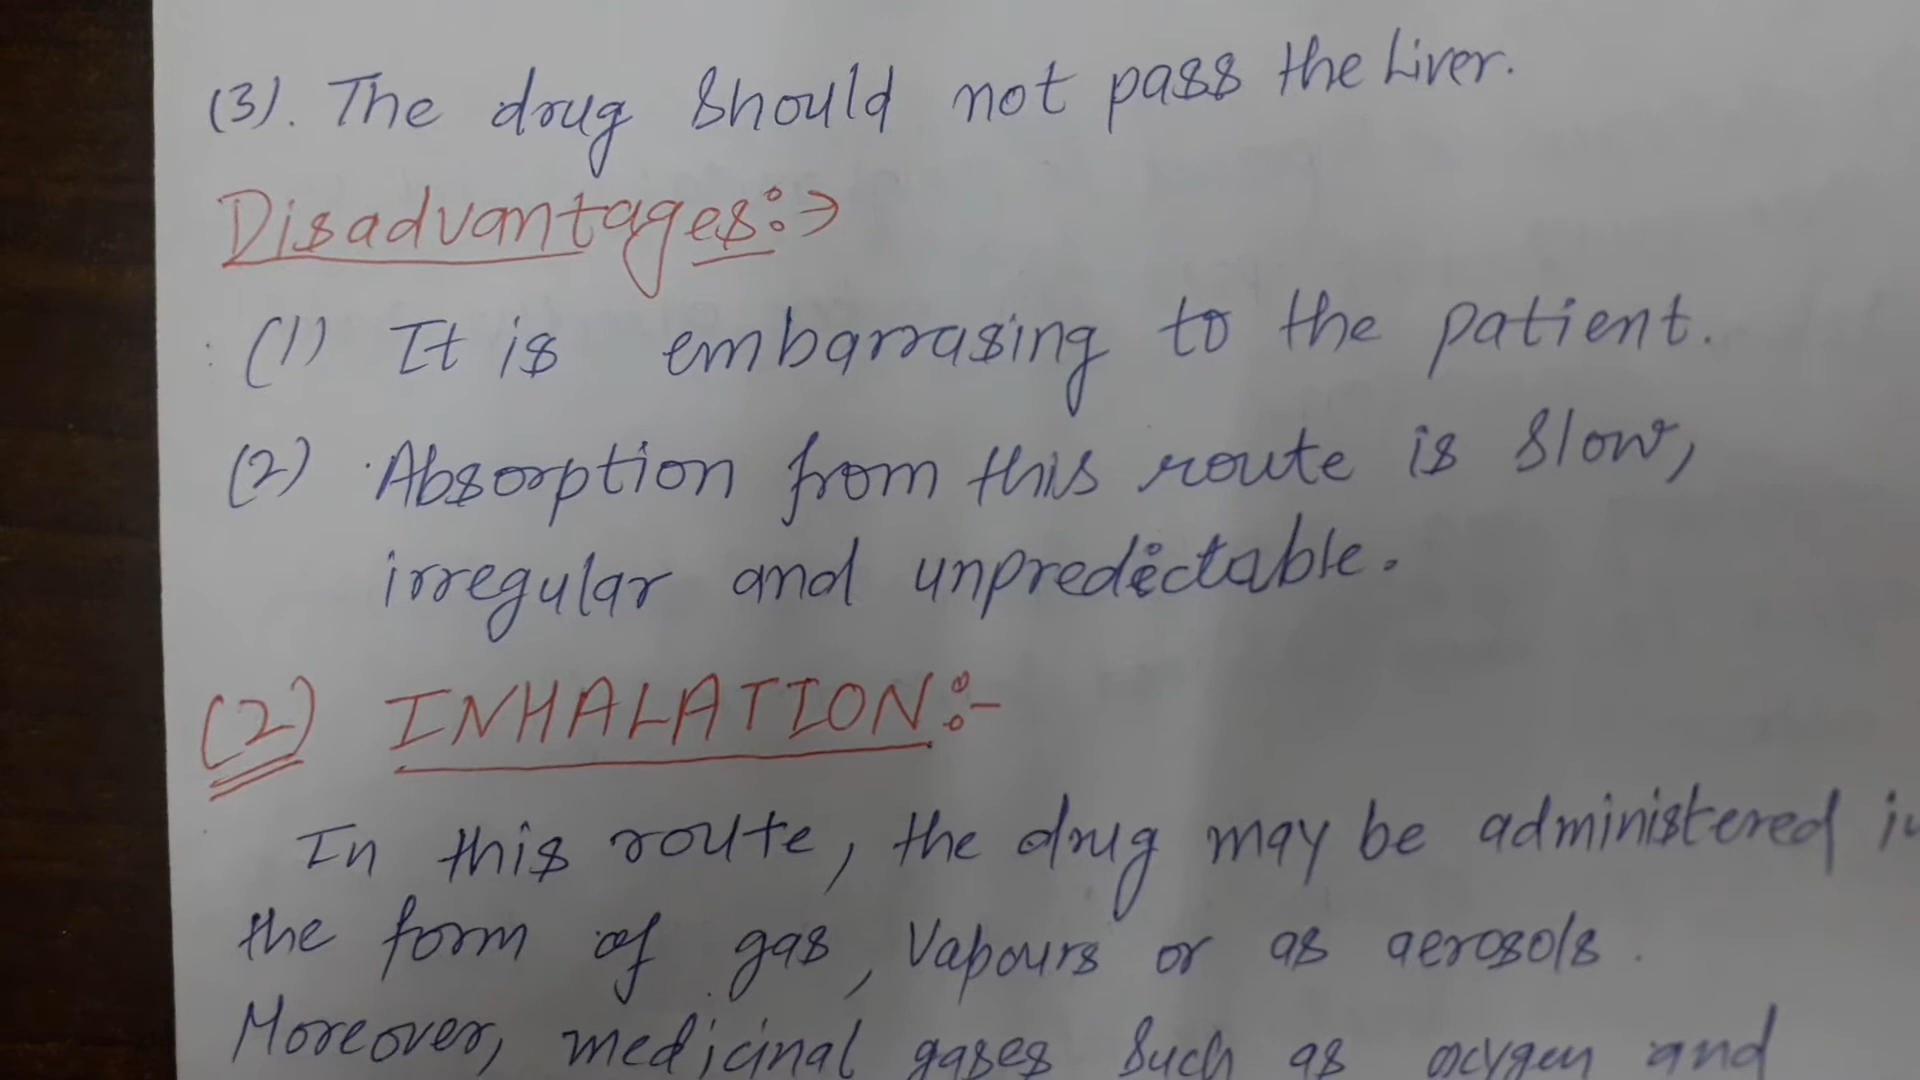 (3). The drug should not pass the Liver.
Disadvantages:→
(1) It is embarrasing to the patient.
(2) Absorption from this route is slow,
irregular and unpredictable.
(2) INHALATION:-
In this route, the drug may be administered in
the form of gas, Vapours or as aerosols.
Moreover, medicinal gases such as oxygen and